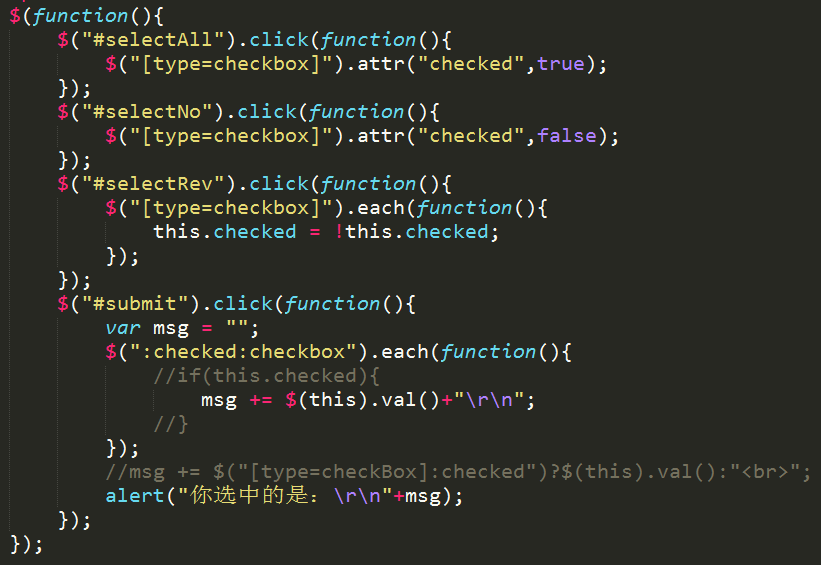 $(function(){
    $("#selectAll").click(function(){
        $("[type=checkbox]").attr("checked",true);
    });
    $("#selectNo").click(function(){
        $("[type=checkbox]").attr("checked",false);
    });
    $("#selectRev").click(function(){
        $("[type=checkbox]").each(function(){
            this.checked = !this.checked;
        });
    });
    $("#submit").click(function(){
        var msg = "";
        $(":checked:checkbox").each(function(){
            //if(this.checked){
                msg += $(this).val()+"\r\n";
            //}
        });
        //msg += $("[type=checkBox]:checked")?$(this).val():"<br>";
        alert("你选中的是：\r\n"+msg);
    });
});